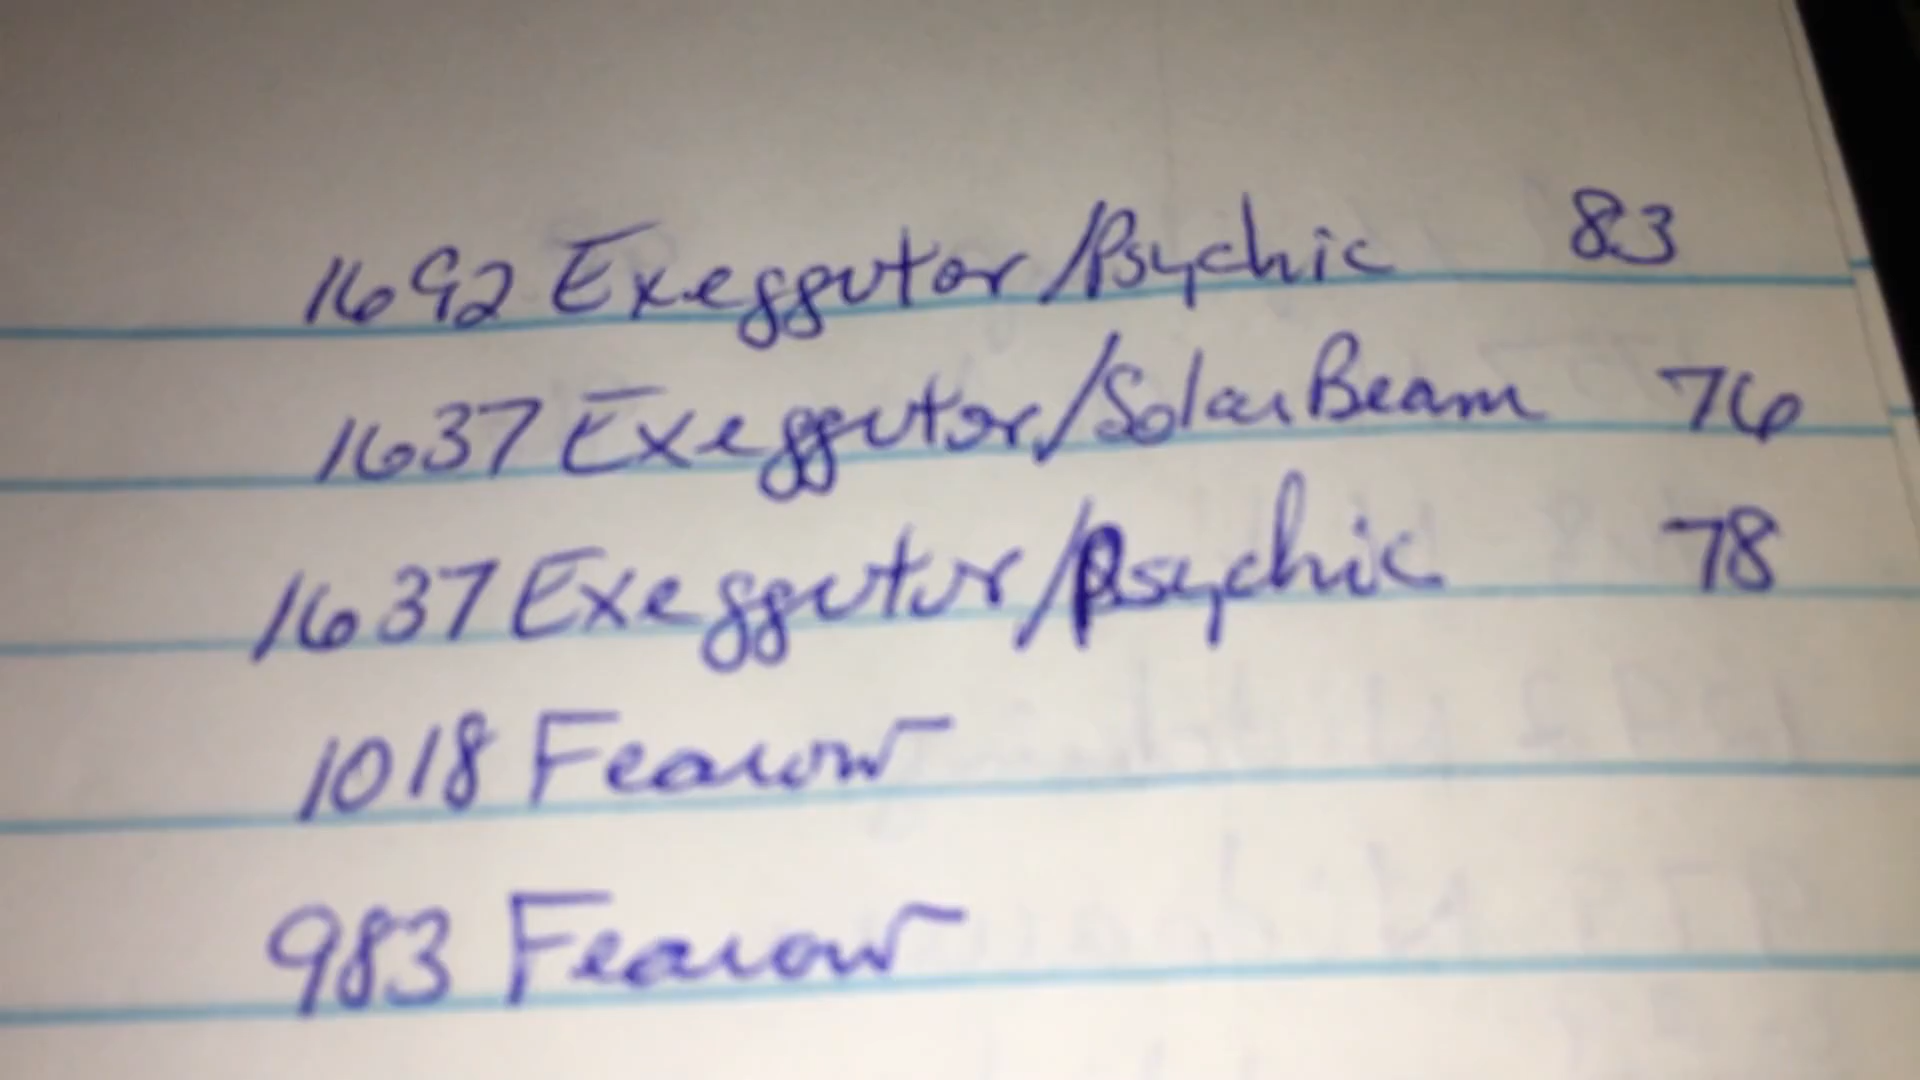 1692 Exeggutor/Psychic 83
1637 Exeggutor/SolarBeam 76
1637 Exeggutor/Psychic 78
1018 Fearow
983 Fearow